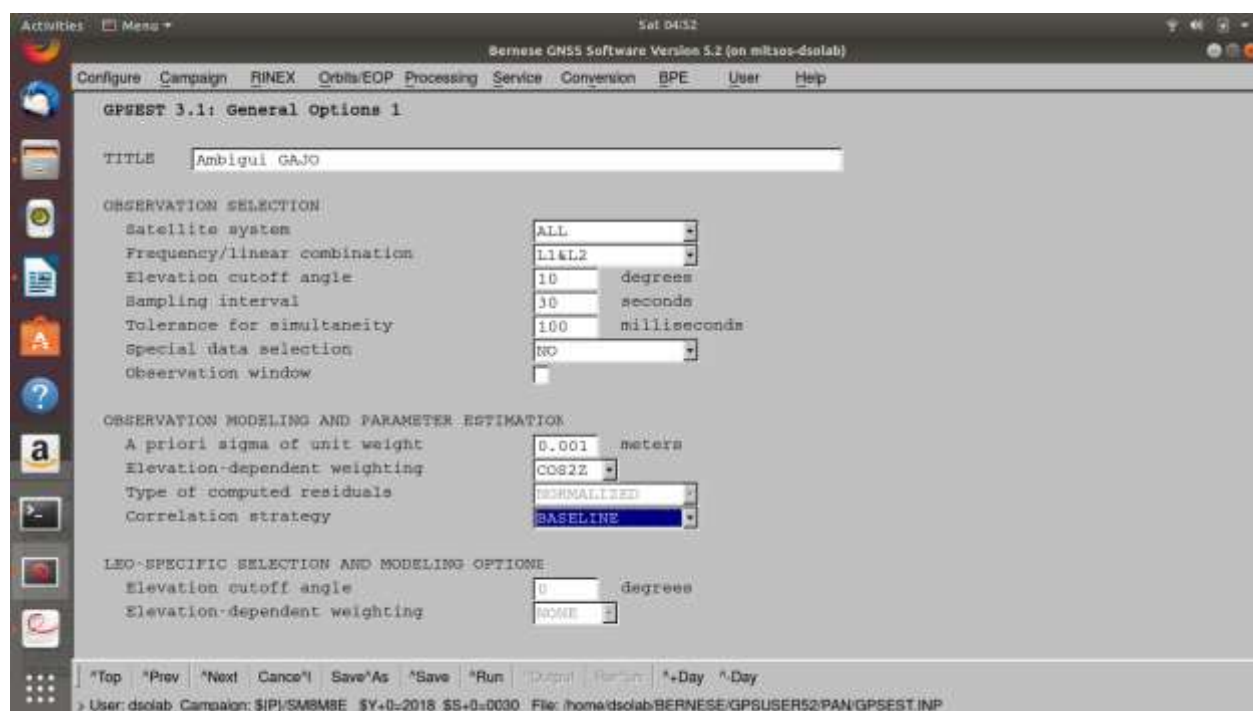 Activities Menu Sat 04:52
Bernese GNSS Software Version 5.2 (on mitsos-dsolab)
Configure Campaign RINEX Orbits/EOP Processing Service Conversion BPE User Help
GPSEST 3.1: General Options 1
TITLE Ambigui GAJO
OBSERVATION SELECTION
Satellite system ALL
Frequency/linear combination L1&L2
Elevation cutoff angle 10 degrees
Sampling interval 30 seconds
Tolerance for simultaneity 100 milliseconds
Special data selection NO
Observation window
OBSERVATION MODELING AND PARAMETER ESTIMATION
A priori sigma of unit weight 0.001 meters
Elevation-dependent weighting COS2Z
Type of computed residuals NORMALIZED
Correlation strategy BASELINE
LEO-SPECIFIC SELECTION AND MODELING OPTIONS
Elevation cutoff angle 0 degrees
Elevation-dependent weighting NONE
^Top ^Prev ^Next Cance^l Save^As ^Save ^Run ^Output ^+Day ^-Day
> User: dsolab Campaign: $(P)/SM8M8E $Y+0=2018 $S+0=0030 File: /home/dsolab/BERNESE/GPSUSER52/PAN/GPSEST.INP